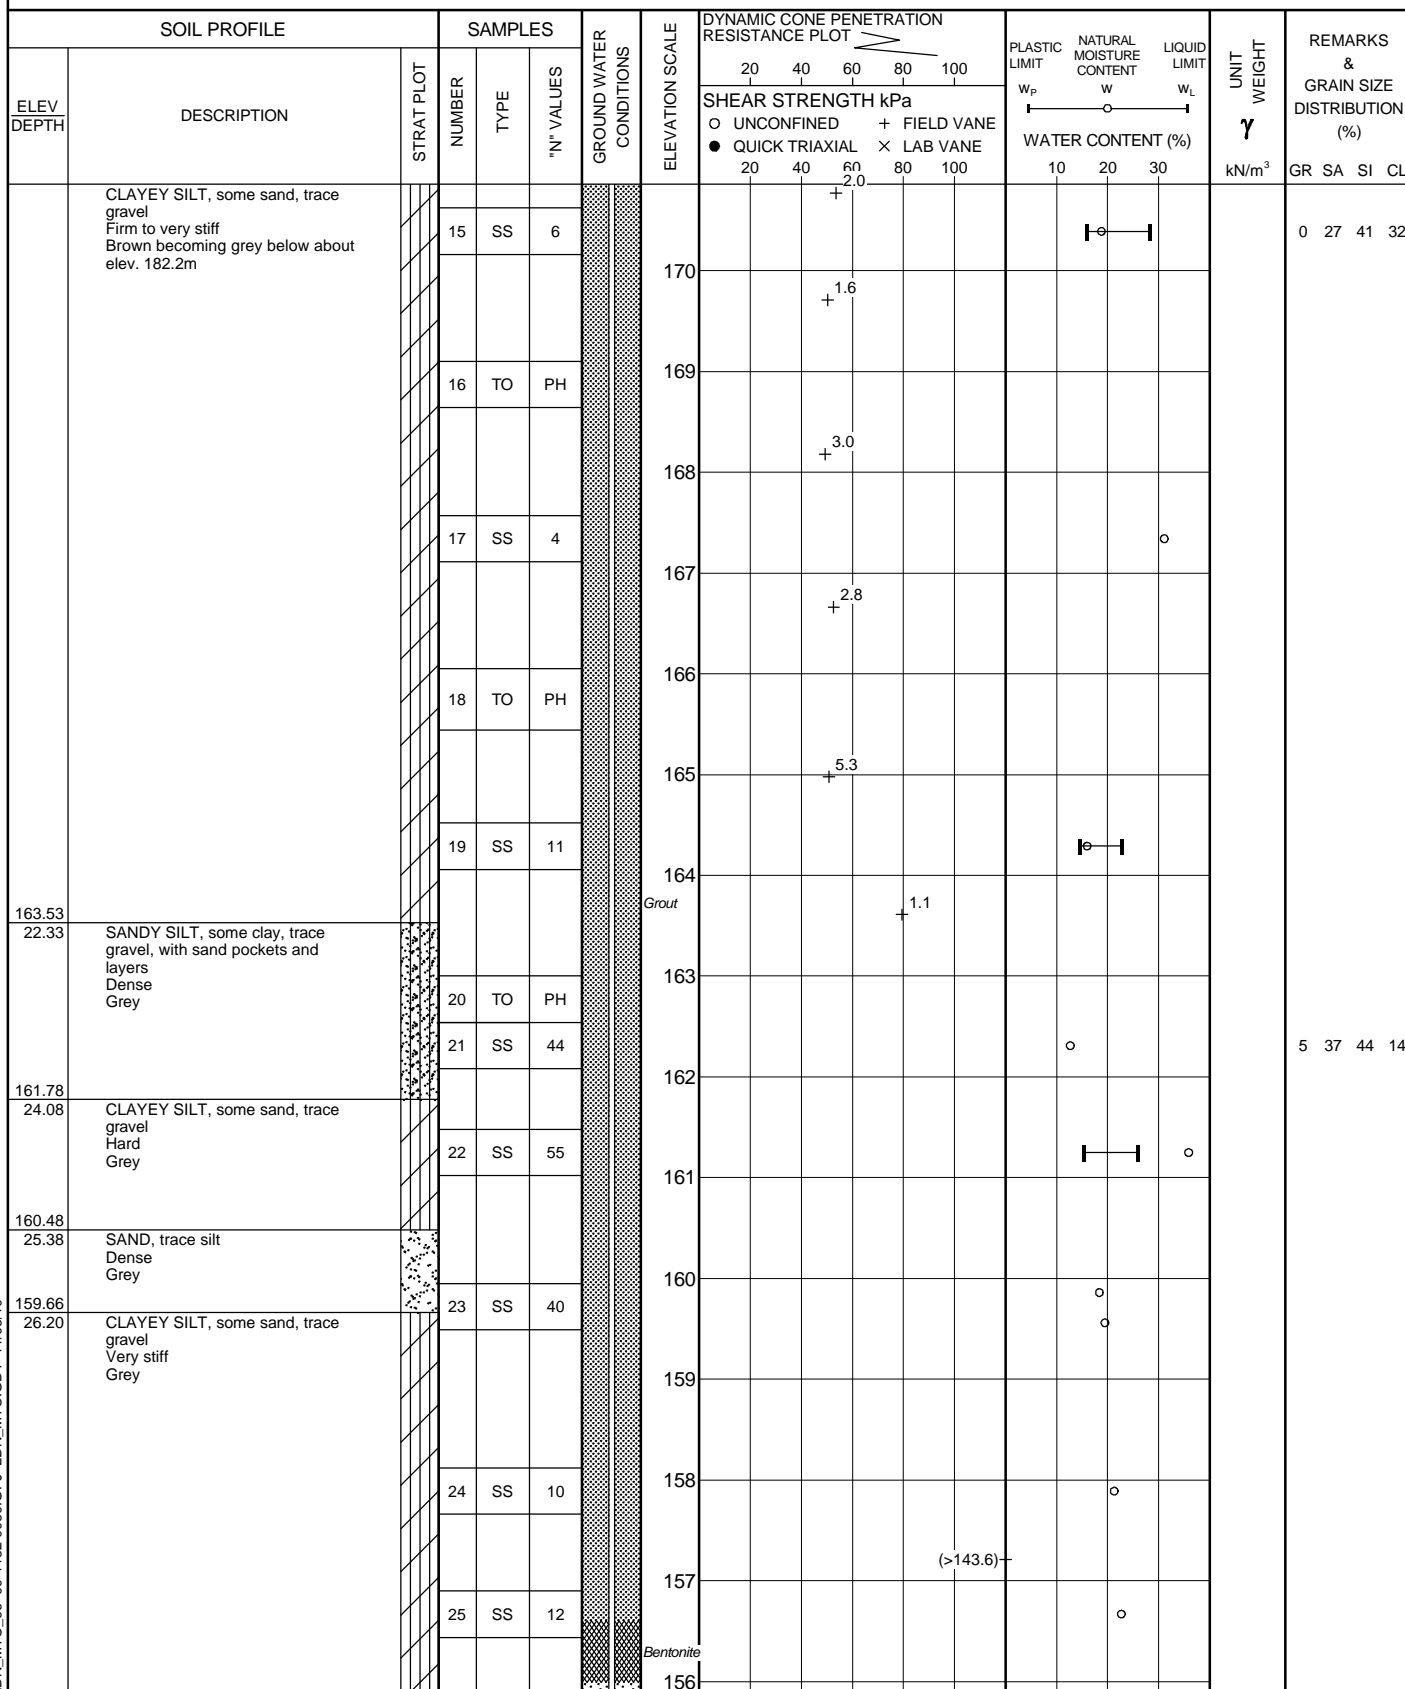 SOIL PROFILE
SAMPLES
ELEV
DEPTH
DESCRIPTION
STRAT PLOT
NUMBER
TYPE
"N" VALUES
GROUND WATER
CONDITIONS
ELEVATION SCALE
DYNAMIC CONE PENETRATION
RESISTANCE PLOT
20 40 60 80 100
SHEAR STRENGTH kPa
○ UNCONFINED + FIELD VANE
● QUICK TRIAXIAL × LAB VANE
20 40 60 80 100
PLASTIC
LIMIT
NATURAL
MOISTURE
CONTENT
LIQUID
LIMIT
wP w wL
WATER CONTENT (%)
10 20 30
UNIT
WEIGHT
γ
kN/m³
REMARKS
&
GRAIN SIZE
DISTRIBUTION
(%)
GR SA SI CL
CLAYEY SILT, some sand, trace
gravel
Firm to very stiff
Brown becoming grey below about
elev. 182.2m
2.0
15 SS 6
0 27 41 32
170
1.6
169
16 TO PH
3.0
168
17 SS 4
167
2.8
166
18 TO PH
5.3
165
19 SS 11
164
Grout
1.1
163.53
22.33
SANDY SILT, some clay, trace
gravel, with sand pockets and
layers
Dense
Grey
163
20 TO PH
21 SS 44
5 37 44 14
162
161.78
24.08
CLAYEY SILT, some sand, trace
gravel
Hard
Grey
22 SS 55
161
160.48
25.38
SAND, trace silt
Dense
Grey
160
159.66
23 SS 40
26.20
CLAYEY SILT, some sand, trace
gravel
Very stiff
Grey
159
158
24 SS 10
(>143.6)
157
25 SS 12
Bentonite
156